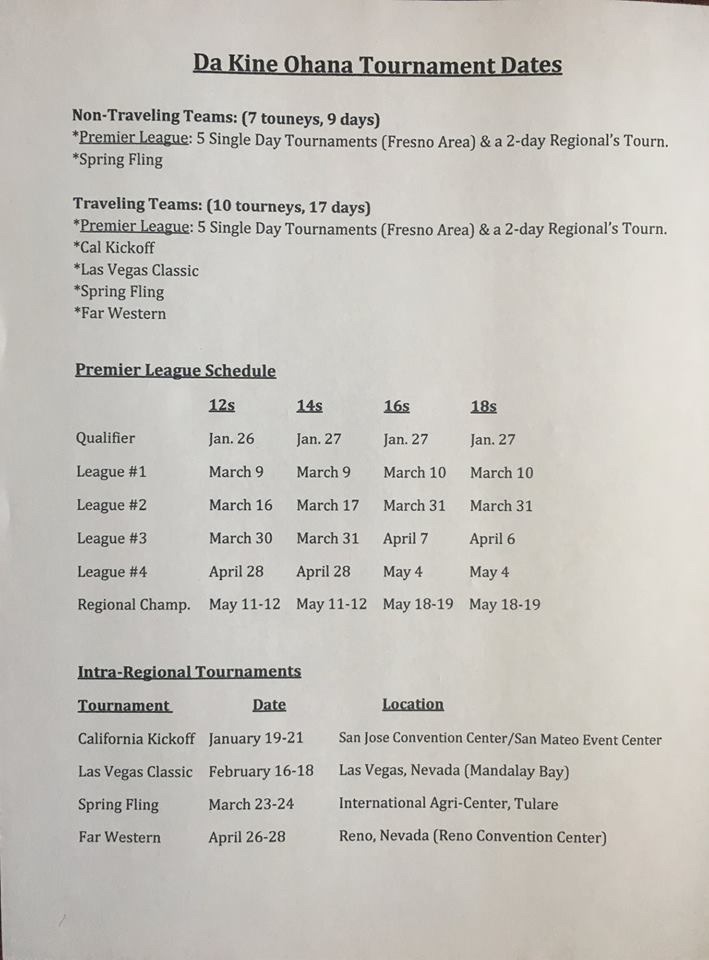 Da Kine Ohana Tournament Dates
Non-Traveling Teams: (7 touneys, 9 days)
*Premier League: 5 Single Day Tournaments (Fresno Area) & a 2-day Regional's Tourn.
*Spring Fling
Traveling Teams: (10 tourneys, 17 days)
*Premier League: 5 Single Day Tournaments (Fresno Area) & a 2-day Regional's Tourn.
*Cal Kickoff
*Las Vegas Classic
*Spring Fling
*Far Western
Premier League Schedule
12s 14s 16s 18s
Qualifier Jan. 26 Jan. 27 Jan. 27 Jan. 27
League #1 March 9 March 9 March 10 March 10
League #2 March 16 March 17 March 31 March 31
League #3 March 30 March 31 April 7 April 6
League #4 April 28 April 28 May 4 May 4
Regional Champ. May 11-12 May 11-12 May 18-19 May 18-19
Intra-Regional Tournaments
Tournament Date Location
California Kickoff January 19-21 San Jose Convention Center/San Mateo Event Center
Las Vegas Classic February 16-18 Las Vegas, Nevada (Mandalay Bay)
Spring Fling March 23-24 International Agri-Center, Tulare
Far Western April 26-28 Reno, Nevada (Reno Convention Center)